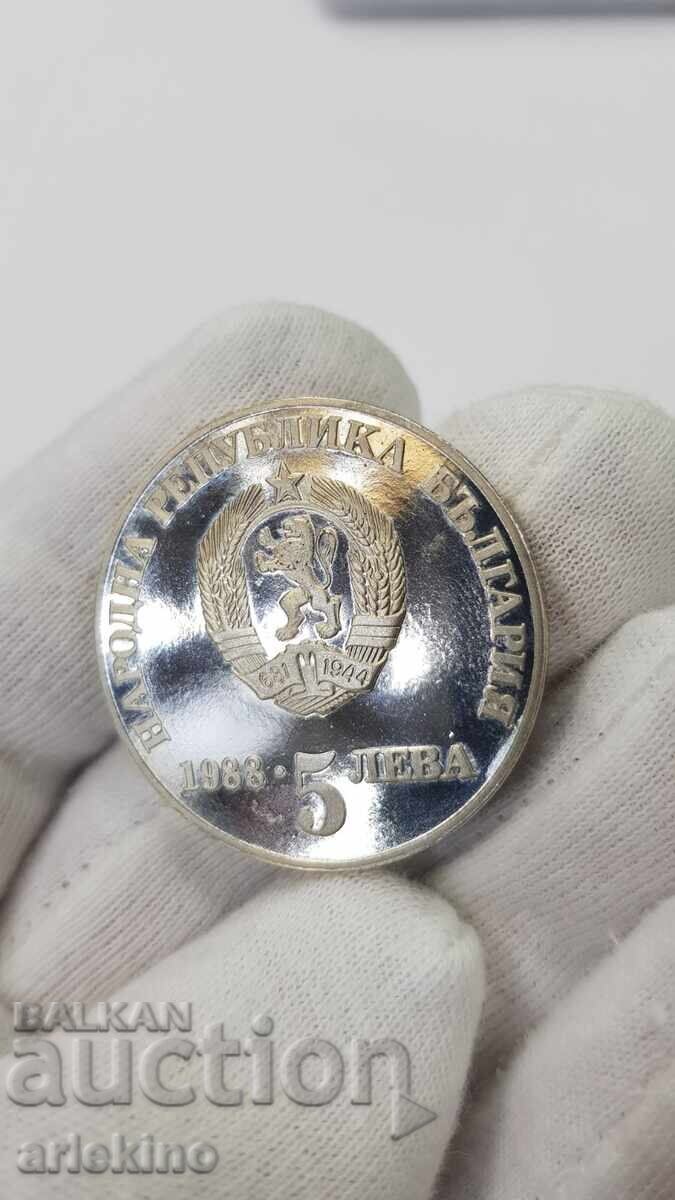 НАРОДНА РЕПУБЛИКА БЪЛГАРИЯ
681 1944
1988 · 5 ЛЕВА
BALKAN
auction
arlekino